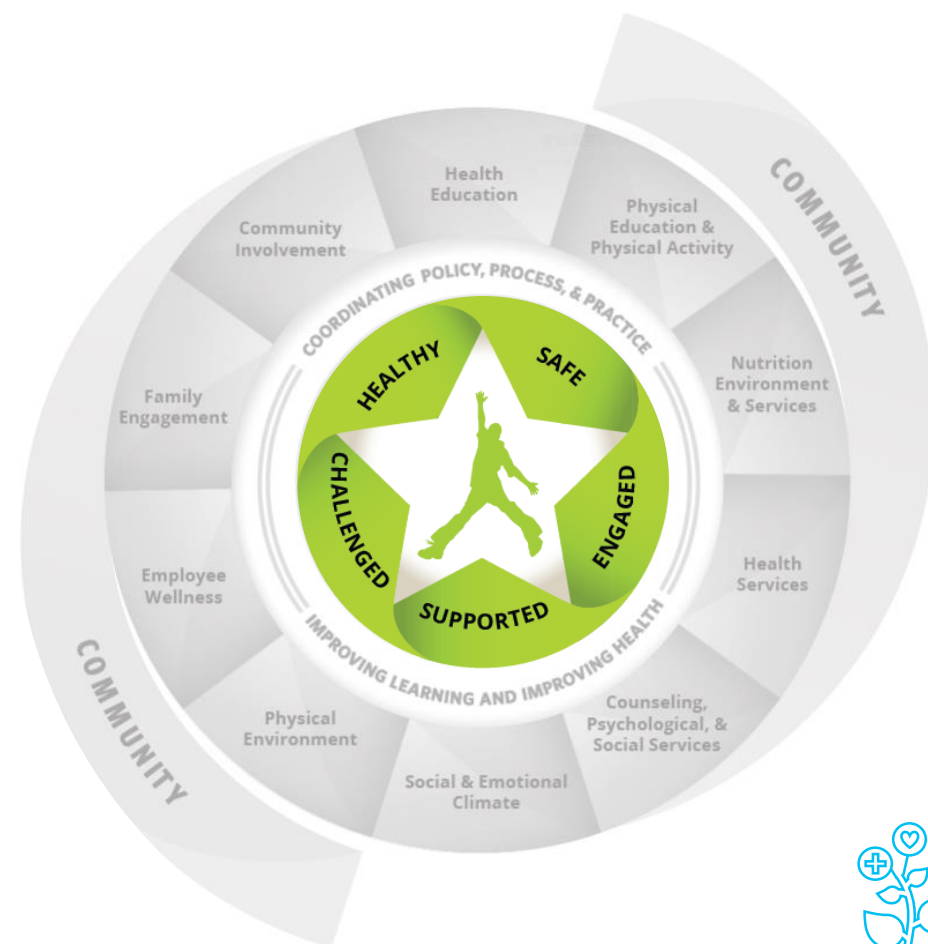 COMMUNITY
Health
Education
Physical
Education &
Physical Activity
Nutrition
Environment
& Services
Health
Services
Counseling,
Psychological, &
Social Services
Social & Emotional
Climate
Physical
Environment
Employee
Wellness
Family
Engagement
Community
Involvement
COORDINATING POLICY, PROCESS, & PRACTICE
IMPROVING LEARNING AND IMPROVING HEALTH
HEALTHY
SAFE
ENGAGED
SUPPORTED
CHALLENGED
COMMUNITY